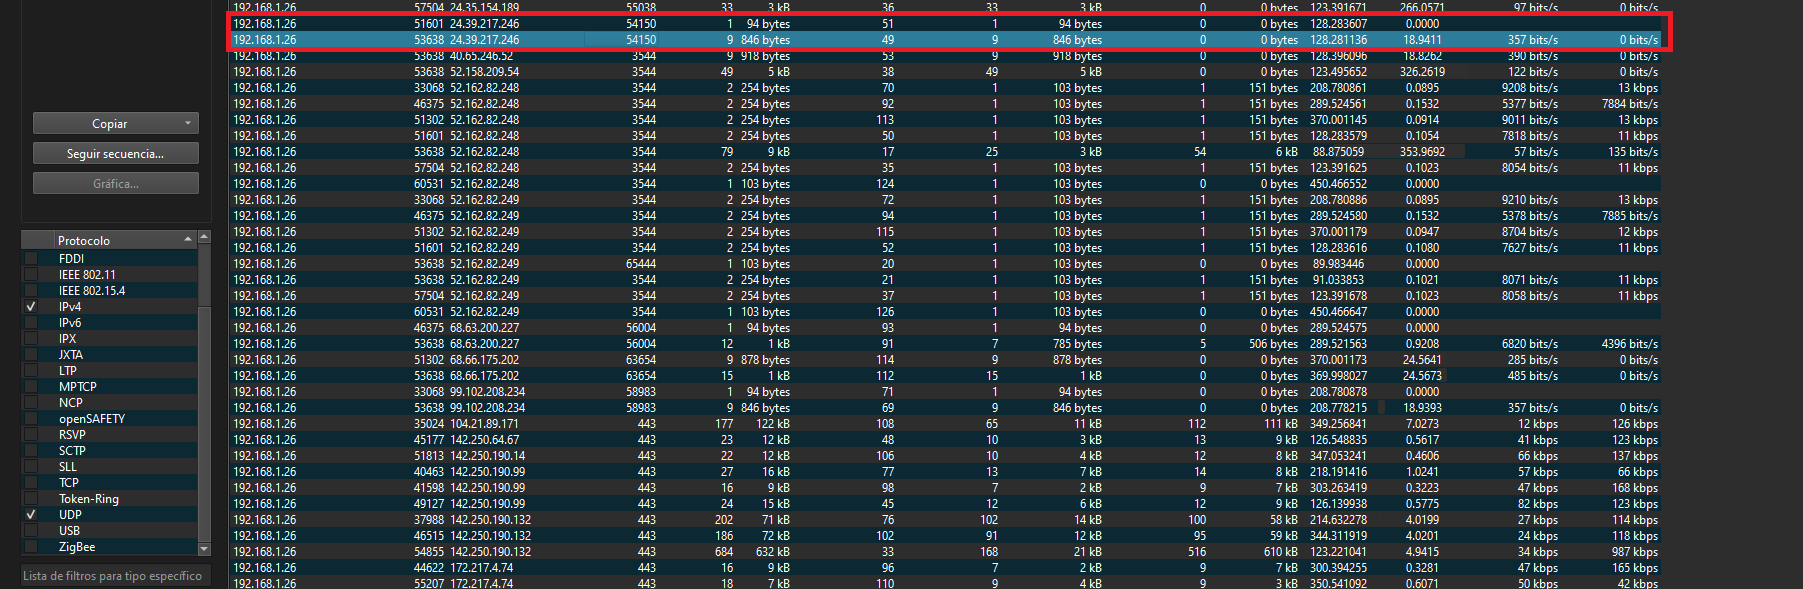 192.168.1.26 57504 24.35.154.189 55038 33 3 kB 36 33 3 kB 0 0 bytes 123.391671 266.0571 97 bits/s 0 bits/s
192.168.1.26 51601 24.39.217.246 54150 1 94 bytes 51 1 94 bytes 0 0 bytes 128.283607 0.0000
192.168.1.26 53638 24.39.217.246 54150 9 846 bytes 49 9 846 bytes 0 0 bytes 128.281136 18.9411 357 bits/s 0 bits/s
192.168.1.26 53638 40.65.246.52 3544 9 918 bytes 53 9 918 bytes 0 0 bytes 128.396096 18.8262 390 bits/s 0 bits/s
192.168.1.26 53638 52.158.209.54 3544 49 5 kB 38 49 5 kB 0 0 bytes 123.495652 326.2619 122 bits/s 0 bits/s
192.168.1.26 33068 52.162.82.248 3544 2 254 bytes 70 1 103 bytes 1 151 bytes 208.780861 0.0895 9208 bits/s 13 kbps
192.168.1.26 46375 52.162.82.248 3544 2 254 bytes 92 1 103 bytes 1 151 bytes 289.524561 0.1532 5377 bits/s 7884 bits/s
192.168.1.26 51302 52.162.82.248 3544 2 254 bytes 113 1 103 bytes 1 151 bytes 370.001145 0.0914 9011 bits/s 13 kbps
192.168.1.26 51601 52.162.82.248 3544 2 254 bytes 50 1 103 bytes 1 151 bytes 128.283579 0.1054 7818 bits/s 11 kbps
192.168.1.26 53638 52.162.82.248 3544 79 9 kB 17 25 3 kB 54 6 kB 88.875059 353.9692 57 bits/s 135 bits/s
192.168.1.26 57504 52.162.82.248 3544 2 254 bytes 35 1 103 bytes 1 151 bytes 123.391625 0.1023 8054 bits/s 11 kbps
192.168.1.26 60531 52.162.82.248 3544 1 103 bytes 124 1 103 bytes 0 0 bytes 450.466552 0.0000
192.168.1.26 33068 52.162.82.249 3544 2 254 bytes 72 1 103 bytes 1 151 bytes 208.780886 0.0895 9210 bits/s 13 kbps
192.168.1.26 46375 52.162.82.249 3544 2 254 bytes 94 1 103 bytes 1 151 bytes 289.524580 0.1532 5378 bits/s 7885 bits/s
192.168.1.26 51302 52.162.82.249 3544 2 254 bytes 115 1 103 bytes 1 151 bytes 370.001179 0.0947 8704 bits/s 12 kbps
192.168.1.26 51601 52.162.82.249 3544 2 254 bytes 52 1 103 bytes 1 151 bytes 128.283616 0.1080 7627 bits/s 11 kbps
192.168.1.26 53638 52.162.82.249 65444 1 103 bytes 20 1 103 bytes 0 0 bytes 89.983446 0.0000
192.168.1.26 53638 52.162.82.249 3544 2 254 bytes 21 1 103 bytes 1 151 bytes 91.033853 0.1021 8071 bits/s 11 kbps
192.168.1.26 57504 52.162.82.249 3544 2 254 bytes 37 1 103 bytes 1 151 bytes 123.391678 0.1023 8058 bits/s 11 kbps
192.168.1.26 60531 52.162.82.249 3544 1 103 bytes 126 1 103 bytes 0 0 bytes 450.466647 0.0000
192.168.1.26 46375 68.63.200.227 56004 1 94 bytes 93 1 94 bytes 0 0 bytes 289.524575 0.0000
192.168.1.26 53638 68.63.200.227 56004 12 1 kB 91 7 785 bytes 5 506 bytes 289.521563 0.9208 6820 bits/s 4396 bits/s
192.168.1.26 51302 68.66.175.202 63654 9 878 bytes 114 9 878 bytes 0 0 bytes 370.001173 24.5641 285 bits/s 0 bits/s
192.168.1.26 53638 68.66.175.202 63654 15 1 kB 112 15 1 kB 0 0 bytes 369.998027 24.5673 485 bits/s 0 bits/s
192.168.1.26 33068 99.102.208.234 58983 1 94 bytes 71 1 94 bytes 0 0 bytes 208.780878 0.0000
192.168.1.26 53638 99.102.208.234 58983 9 846 bytes 69 9 846 bytes 0 0 bytes 208.778215 18.9393 357 bits/s 0 bits/s
192.168.1.26 35024 104.21.89.171 443 177 122 kB 108 65 11 kB 112 111 kB 349.256841 7.0273 12 kbps 126 kbps
192.168.1.26 45177 142.250.64.67 443 23 12 kB 48 10 3 kB 13 9 kB 126.548835 0.5617 41 kbps 123 kbps
192.168.1.26 51813 142.250.190.14 443 22 12 kB 106 10 4 kB 12 8 kB 347.053241 0.4606 66 kbps 137 kbps
192.168.1.26 40463 142.250.190.99 443 27 16 kB 77 13 7 kB 14 8 kB 218.191416 1.0241 57 kbps 66 kbps
192.168.1.26 41598 142.250.190.99 443 16 9 kB 98 7 2 kB 9 7 kB 303.263419 0.3223 47 kbps 168 kbps
192.168.1.26 49127 142.250.190.99 443 24 15 kB 45 12 6 kB 12 9 kB 126.139938 0.5775 82 kbps 123 kbps
192.168.1.26 37988 142.250.190.132 443 202 71 kB 76 102 14 kB 100 58 kB 214.632278 4.0199 27 kbps 114 kbps
192.168.1.26 46515 142.250.190.132 443 186 72 kB 102 91 12 kB 95 59 kB 344.311919 4.0201 24 kbps 118 kbps
192.168.1.26 54855 142.250.190.132 443 684 632 kB 33 168 21 kB 516 610 kB 123.221041 4.9415 34 kbps 987 kbps
192.168.1.26 44622 172.217.4.74 443 16 9 kB 96 7 2 kB 9 7 kB 300.394255 0.3281 47 kbps 165 kbps
192.168.1.26 55207 172.217.4.74 443 18 7 kB 110 9 4 kB 9 3 kB 350.541092 0.6071 50 kbps 42 kbps
Copiar
Seguir secuencia...
Gráfica...
Protocolo
FDDI
IEEE 802.11
IEEE 802.15.4
IPv4
IPv6
IPX
JXTA
LTP
MPTCP
NCP
openSAFETY
RSVP
SCTP
SLL
TCP
Token-Ring
UDP
USB
ZigBee
Lista de filtros para tipo específico